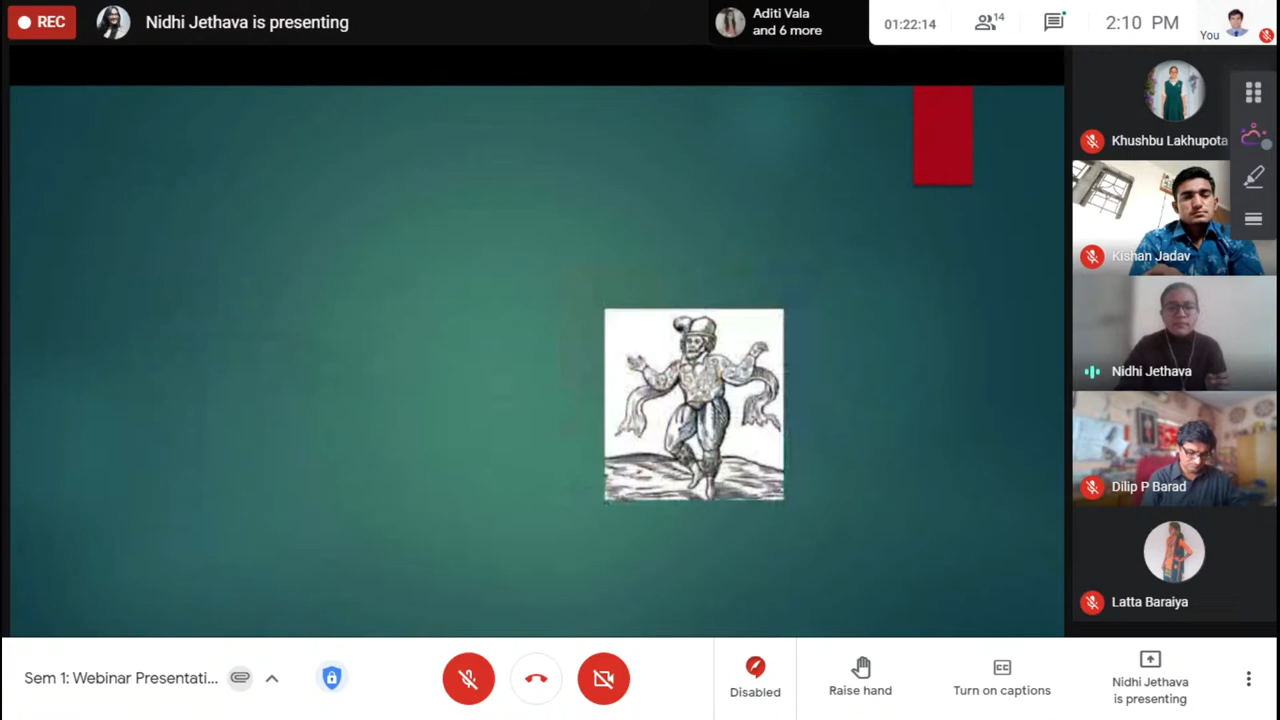 REC
Nidhi Jethava is presenting
Aditi Vala
and 6 more
01:22:14
14
2:10 PM
You
Khushbu Lakhupota
Kishan Jadav
Nidhi Jethava
Dilip P Barad
Latta Baraiya
Sem 1: Webinar Presentati...
Disabled
Raise hand
CC
Turn on captions
Nidhi Jethava
is presenting